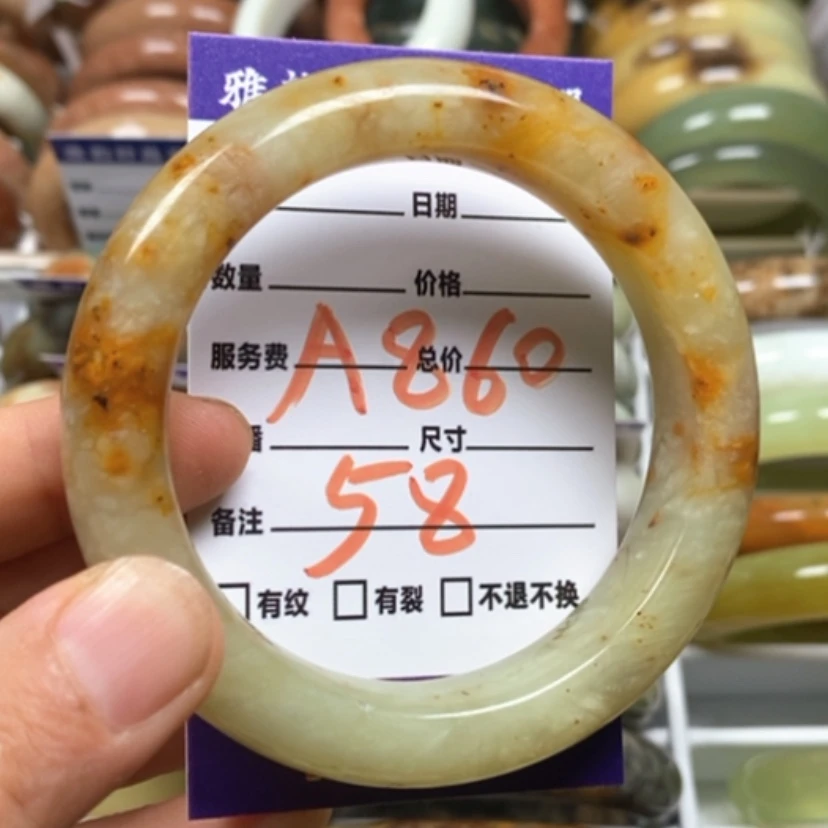 雅
日期
数量 价格
服务费 总价
A860
尺寸
58
备注
有纹 有裂 不退不换